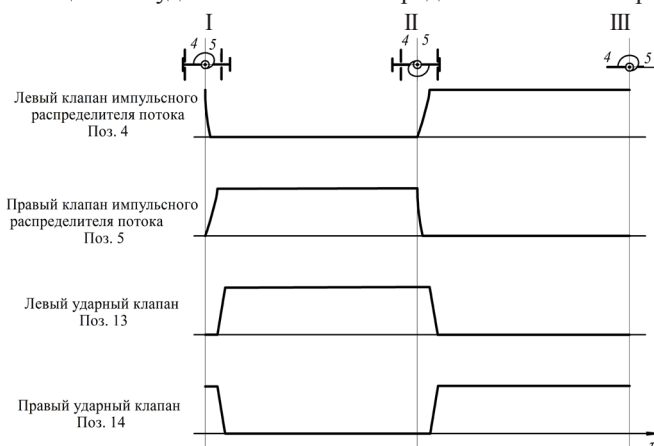 I II III
4 5 4 5 4 5
Левый клапан импульсного
распределителя потока
Поз. 4
Правый клапан импульсного
распределителя потока
Поз. 5
Левый ударный клапан
Поз. 13
Правый ударный клапан
Поз. 14